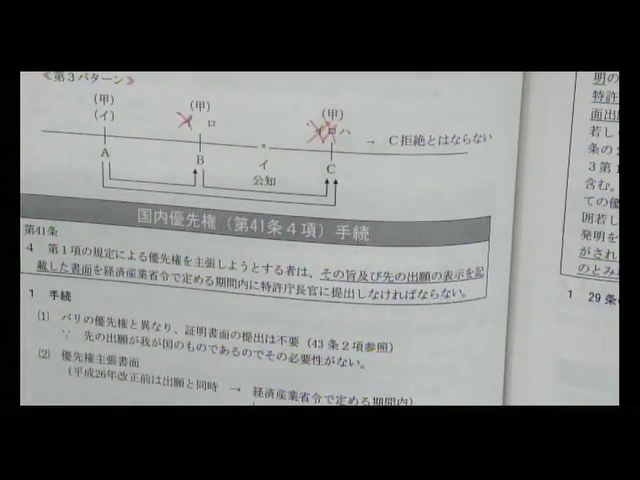 ≪第3パターン≫
(甲) (甲) (甲)
(イ) ロ ハ → C拒絶とはならない
A B イ C
公知
国内優先権（第41条4項）手続
第41条
4 第1項の規定による優先権を主張しようとする者は、その旨及び先の出願の表示を記
載した書面を経済産業省令で定める期間内に特許庁長官に提出しなければならない。
1 手続
(1) パリの優先権と異なり、証明書面の提出は不要（43条2項参照）
∵ 先の出願が我が国のものであるのでその必要性がない。
(2) 優先権主張書面
(平成26年改正前は出願と同時 → 経済産業省令で定める期間内)
明の
特許
面出
若し
条の2
3第1
含む。
ての優
囲若し
発明を
がされ
のとみ
1 29条